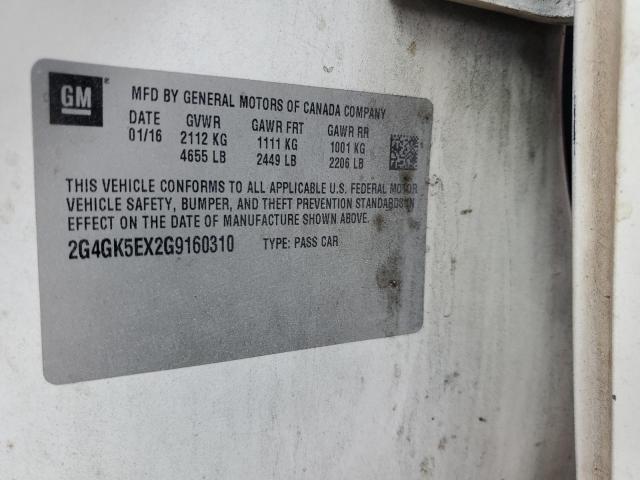 GM
MFD BY GENERAL MOTORS OF CANADA COMPANY
DATE GVWR GAWR FRT GAWR RR
01/16 2112 KG 1111 KG 1001 KG
4655 LB 2449 LB 2206 LB
THIS VEHICLE CONFORMS TO ALL APPLICABLE U.S. FEDERAL MOTOR
VEHICLE SAFETY, BUMPER, AND THEFT PREVENTION STANDARDS IN
EFFECT ON THE DATE OF MANUFACTURE SHOWN ABOVE.
2G4GK5EX2G9160310 TYPE: PASS CAR